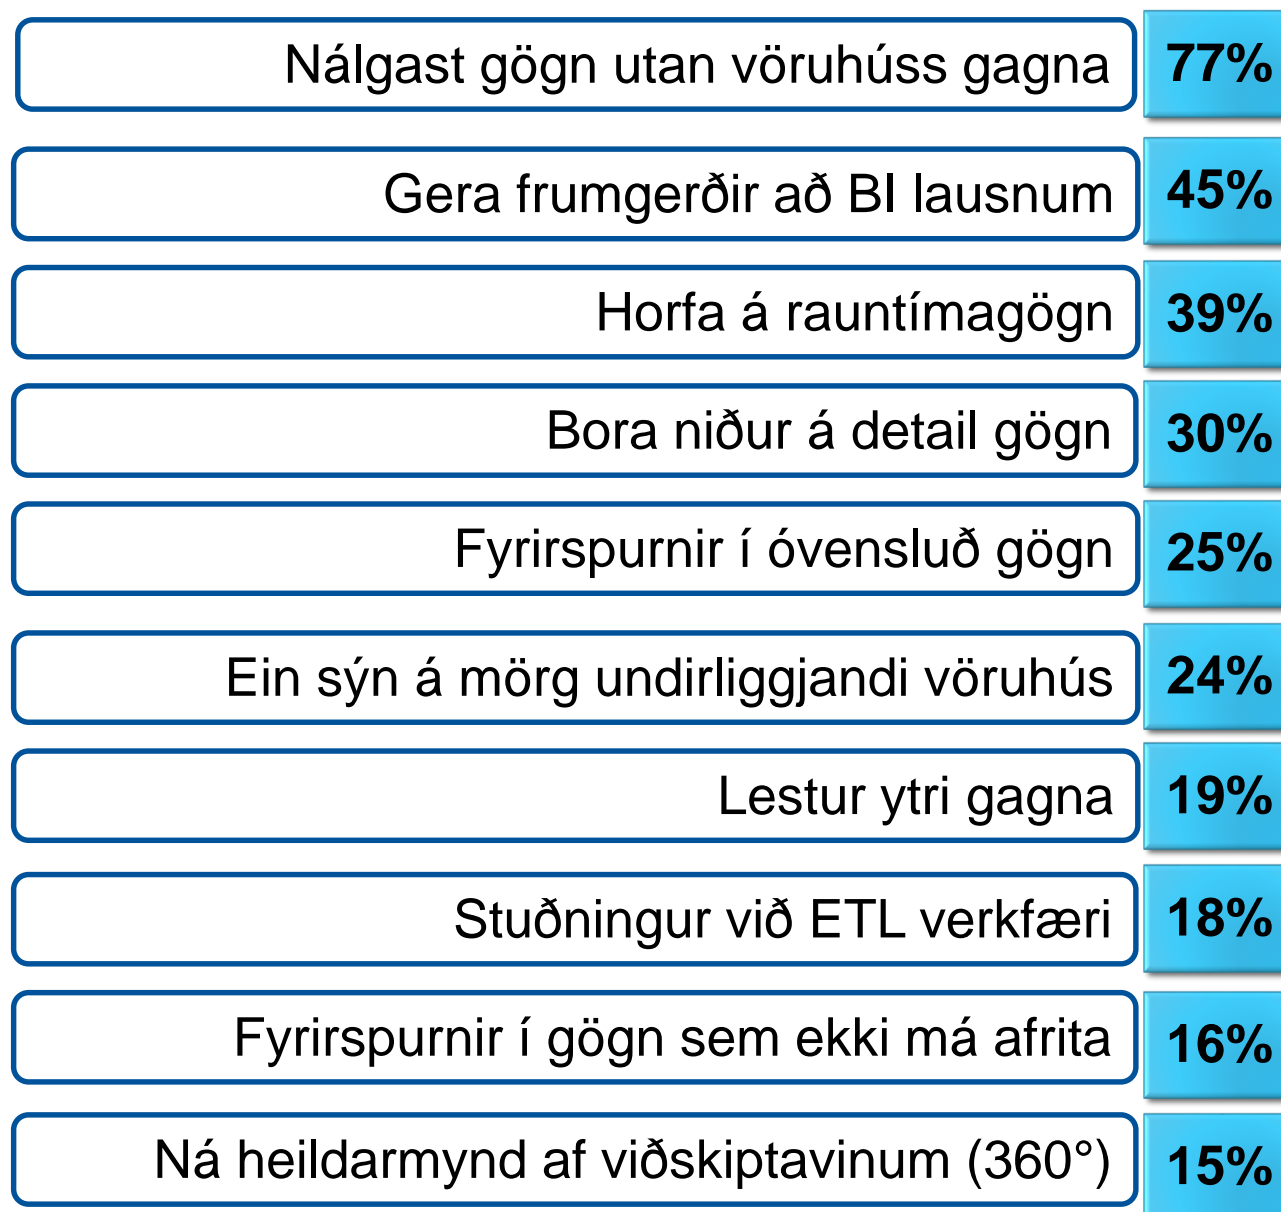 Nálgast gögn utan vöruhúss gagna 77%
Gera frumgerðir að BI lausnum 45%
Horfa á rauntímagögn 39%
Bora niður á detail gögn 30%
Fyrirspurnir í óvensluð gögn 25%
Ein sýn á mörg undirliggjandi vöruhús 24%
Lestur ytri gagna 19%
Stuðningur við ETL verkfæri 18%
Fyrirspurnir í gögn sem ekki má afrita 16%
Ná heildarmynd af viðskiptavinum (360°) 15%